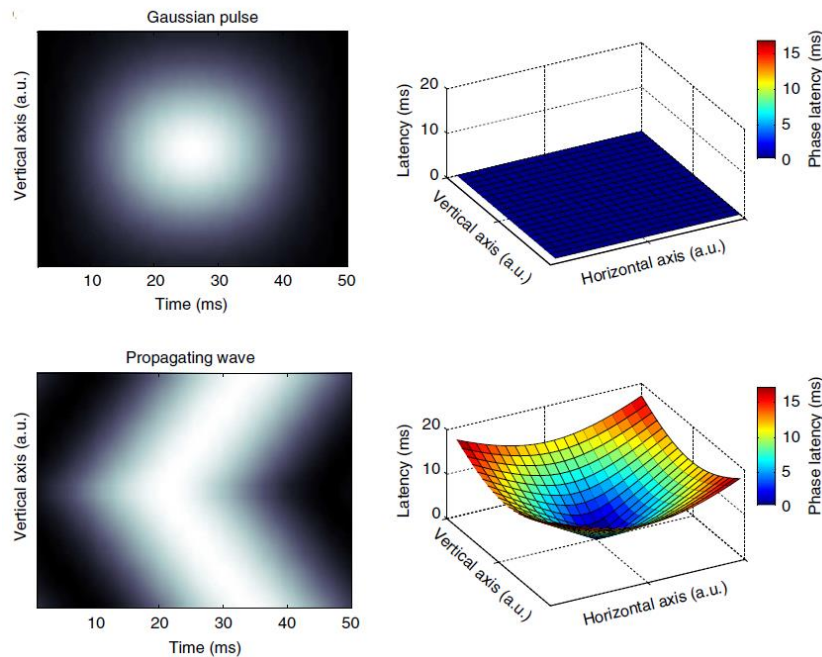 Gaussian pulse
Vertical axis (a.u.)
10 20 30 40 50
Time (ms)
20
10
0
Latency (ms)
Vertical axis (a.u.)
Horizontal axis (a.u.)
15
10
5
0
Phase latency (ms)
Propagating wave
Vertical axis (a.u.)
10 20 30 40 50
Time (ms)
20
10
0
Latency (ms)
Vertical axis (a.u.)
Horizontal axis (a.u.)
15
10
5
0
Phase latency (ms)